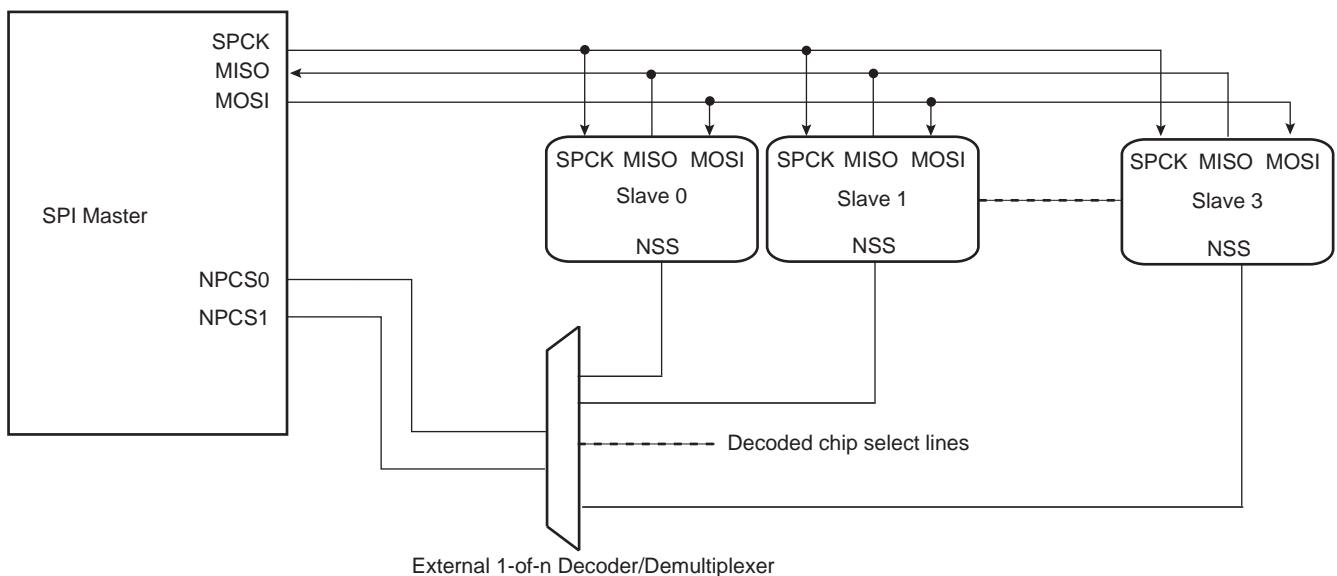 SPCK
MISO
MOSI
SPI Master
NPCS0
NPCS1
SPCK MISO MOSI
Slave 0
NSS
SPCK MISO MOSI
Slave 1
NSS
SPCK MISO MOSI
Slave 3
NSS
Decoded chip select lines
External 1-of-n Decoder/Demultiplexer